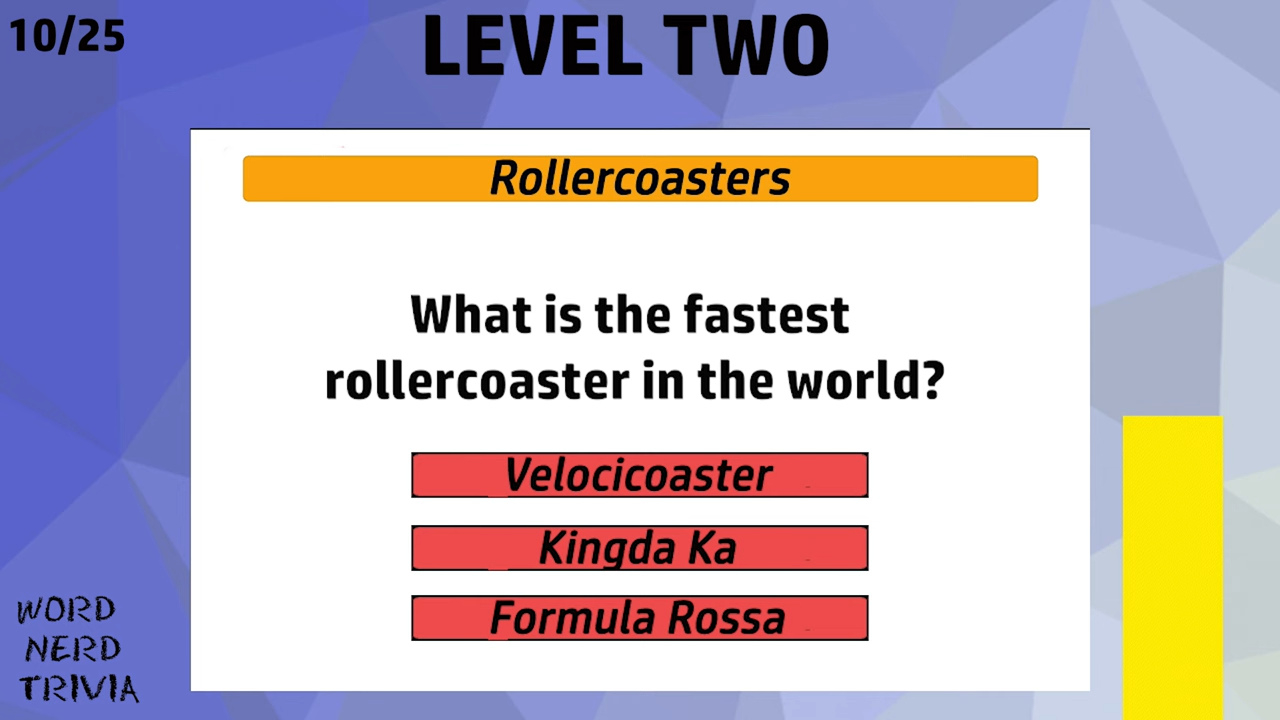 10/25
LEVEL TWO
Rollercoasters
What is the fastest
rollercoaster in the world?
Velocicoaster
Kingda Ka
Formula Rossa
WORD
NERD
TRIVIA